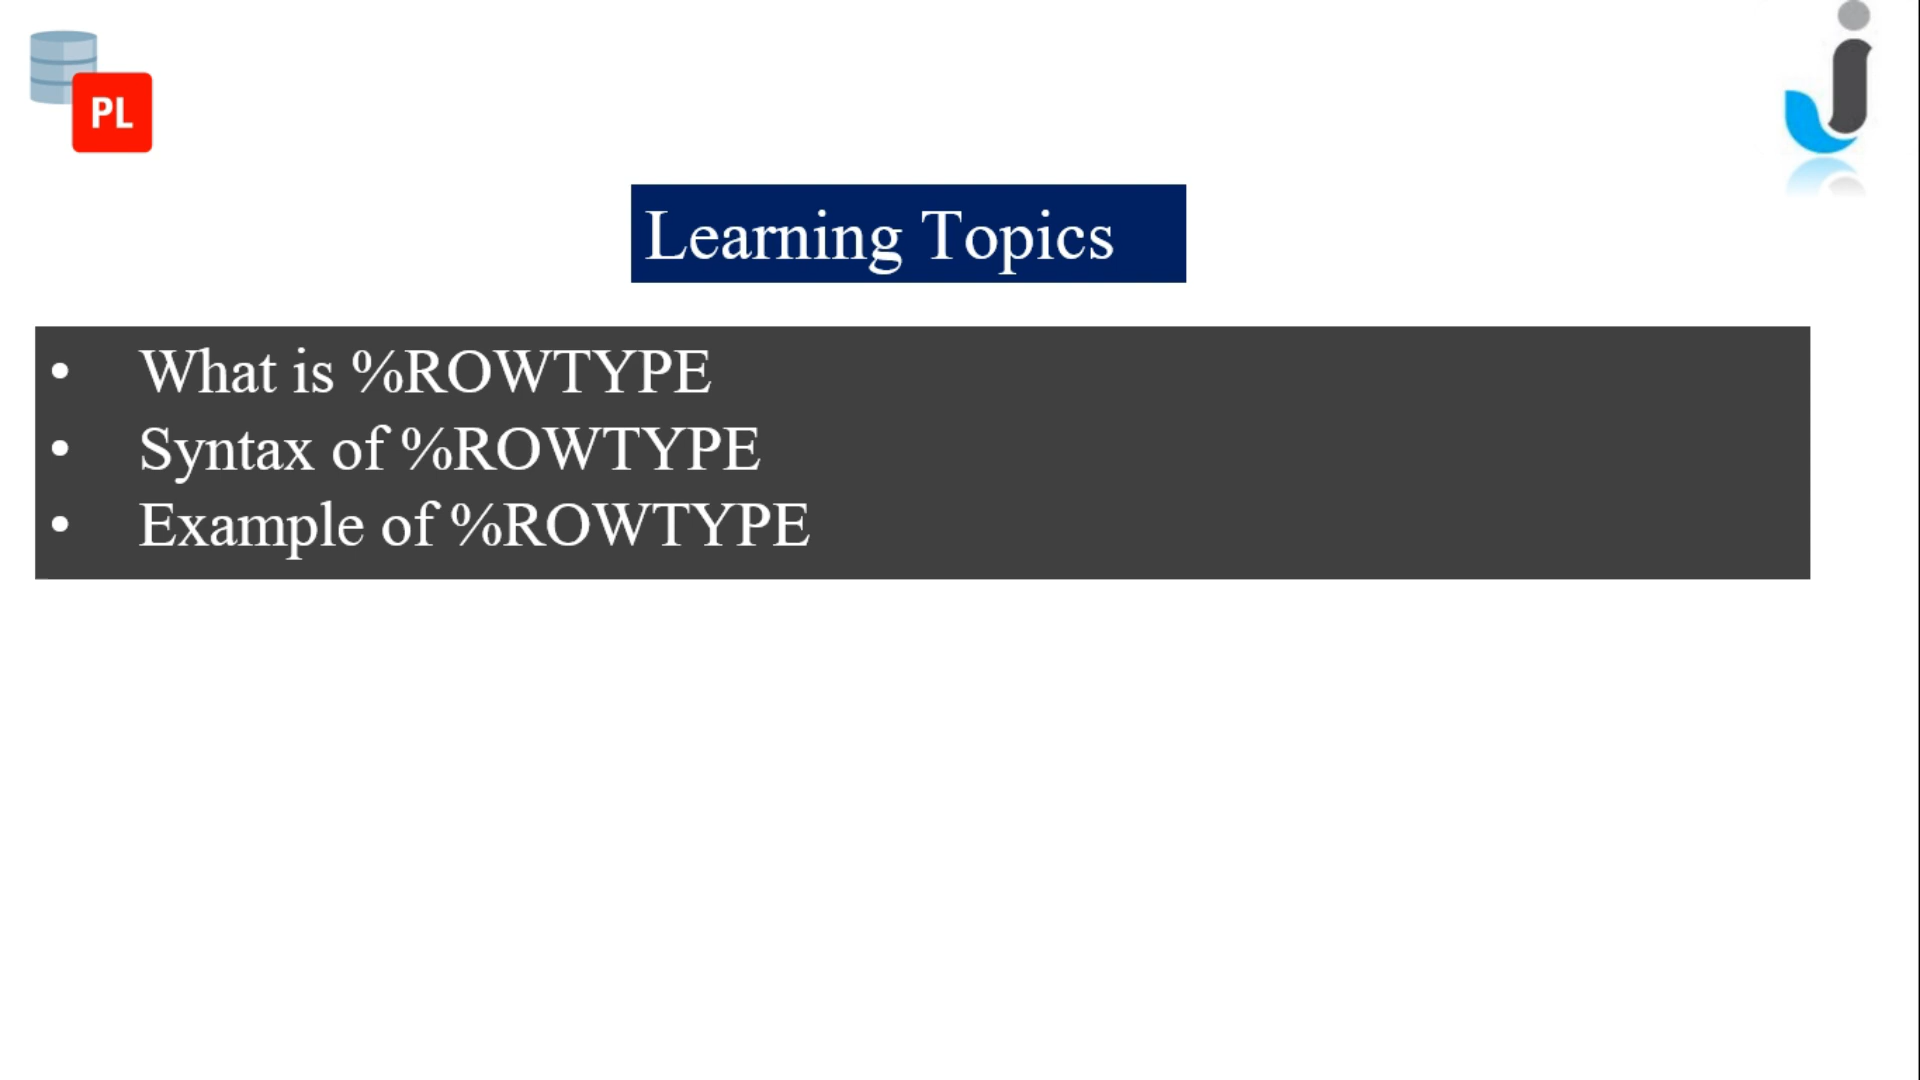 PL
Learning Topics
• What is %ROWTYPE
• Syntax of %ROWTYPE
• Example of %ROWTYPE